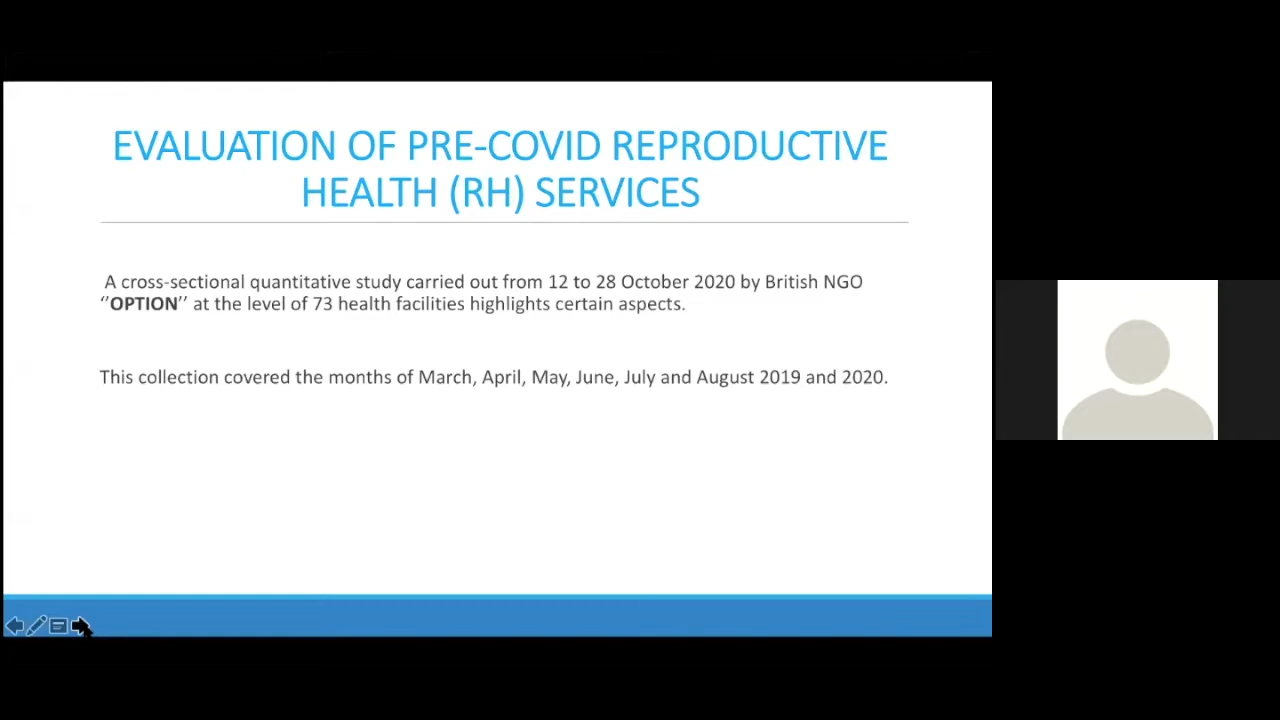 EVALUATION OF PRE-COVID REPRODUCTIVE
HEALTH (RH) SERVICES
A cross-sectional quantitative study carried out from 12 to 28 October 2020 by British NGO
‘’OPTION’’ at the level of 73 health facilities highlights certain aspects.
This collection covered the months of March, April, May, June, July and August 2019 and 2020.